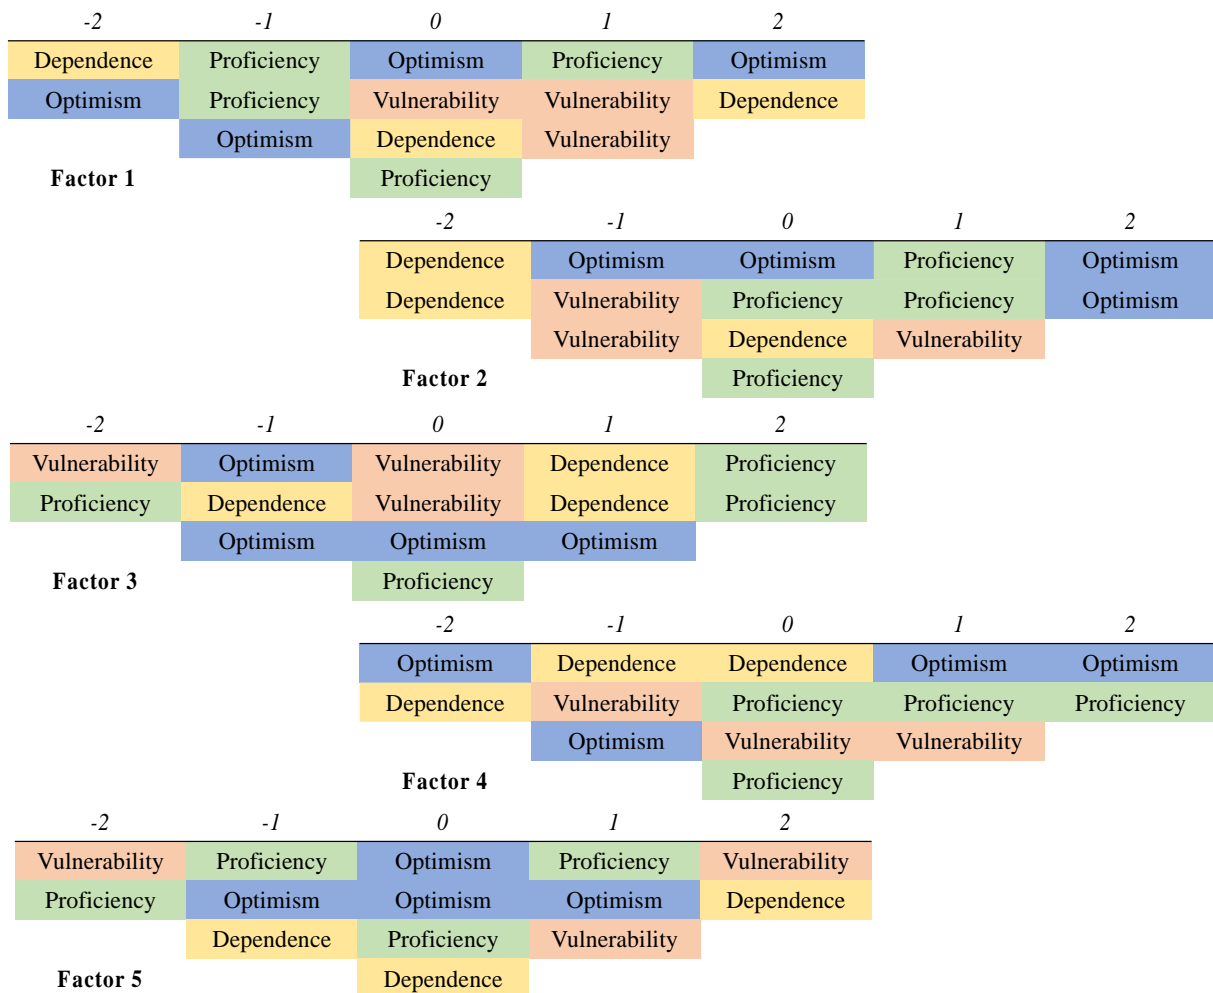 -2 -1 0 1 2
Dependence Proficiency Optimism Proficiency Optimism
Optimism Proficiency Vulnerability Vulnerability Dependence
Optimism Dependence Vulnerability
Factor 1 Proficiency
-2 -1 0 1 2
Dependence Optimism Optimism Proficiency Optimism
Dependence Vulnerability Proficiency Proficiency Optimism
Vulnerability Dependence Vulnerability
Factor 2 Proficiency
-2 -1 0 1 2
Vulnerability Optimism Vulnerability Dependence Proficiency
Proficiency Dependence Vulnerability Dependence Proficiency
Optimism Optimism Optimism
Factor 3 Proficiency
-2 -1 0 1 2
Optimism Dependence Dependence Optimism Optimism
Dependence Vulnerability Proficiency Proficiency Proficiency
Optimism Vulnerability Vulnerability
Factor 4 Proficiency
-2 -1 0 1 2
Vulnerability Proficiency Optimism Proficiency Vulnerability
Proficiency Optimism Optimism Optimism Dependence
Dependence Proficiency Vulnerability
Factor 5 Dependence